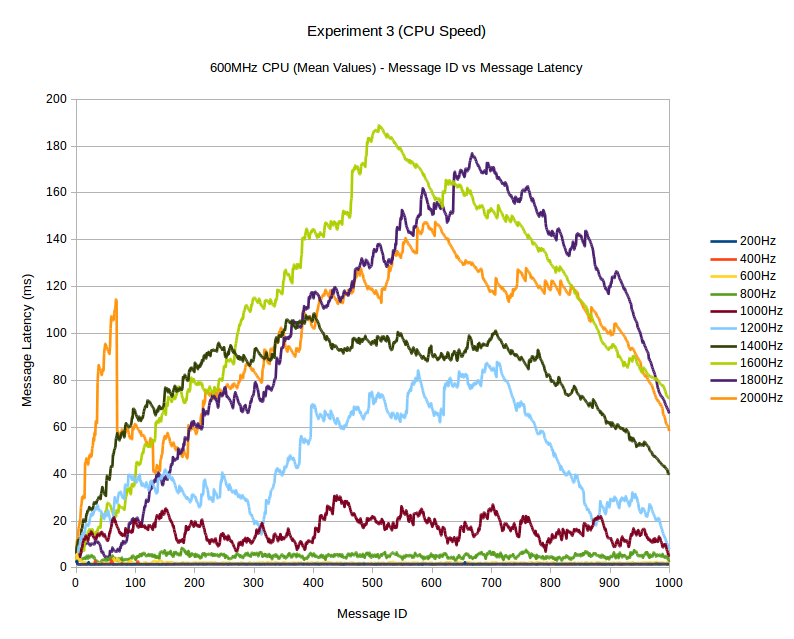 Experiment 3 (CPU Speed)
600MHz CPU (Mean Values) - Message ID vs Message Latency
200
180
160
140
120
100
80
60
40
20
0
Message Latency (ms)
0 100 200 300 400 500 600 700 800 900 1000
Message ID
200Hz
400Hz
600Hz
800Hz
1000Hz
1200Hz
1400Hz
1600Hz
1800Hz
2000Hz